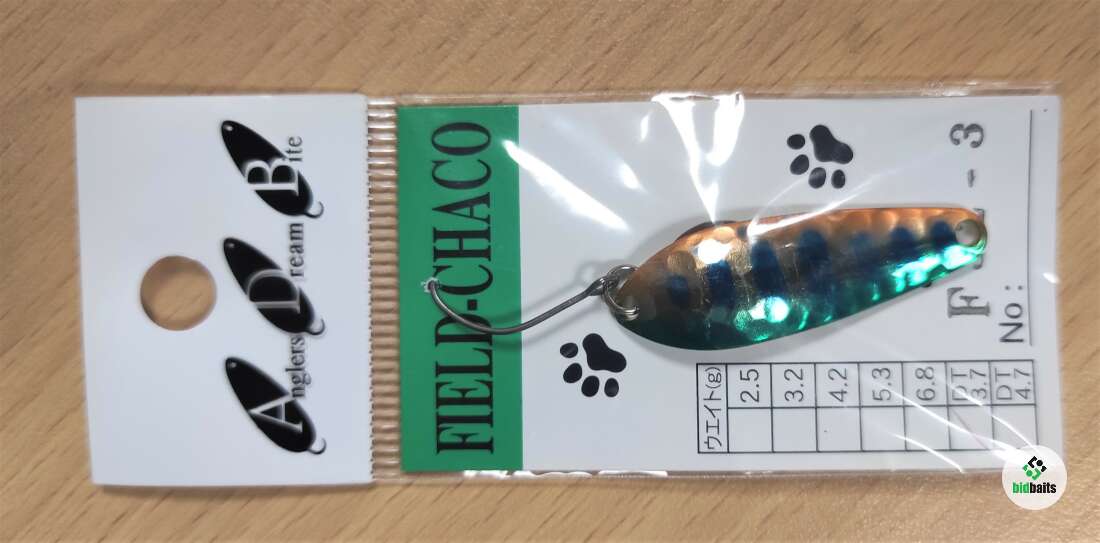 Anglers Dream Bite
FIELD-CHACO
ウエイト(g)
2.5
3.2
4.2
5.3
6.8
DT 3.7
DT 4.7
No:
- 3
bidbaits